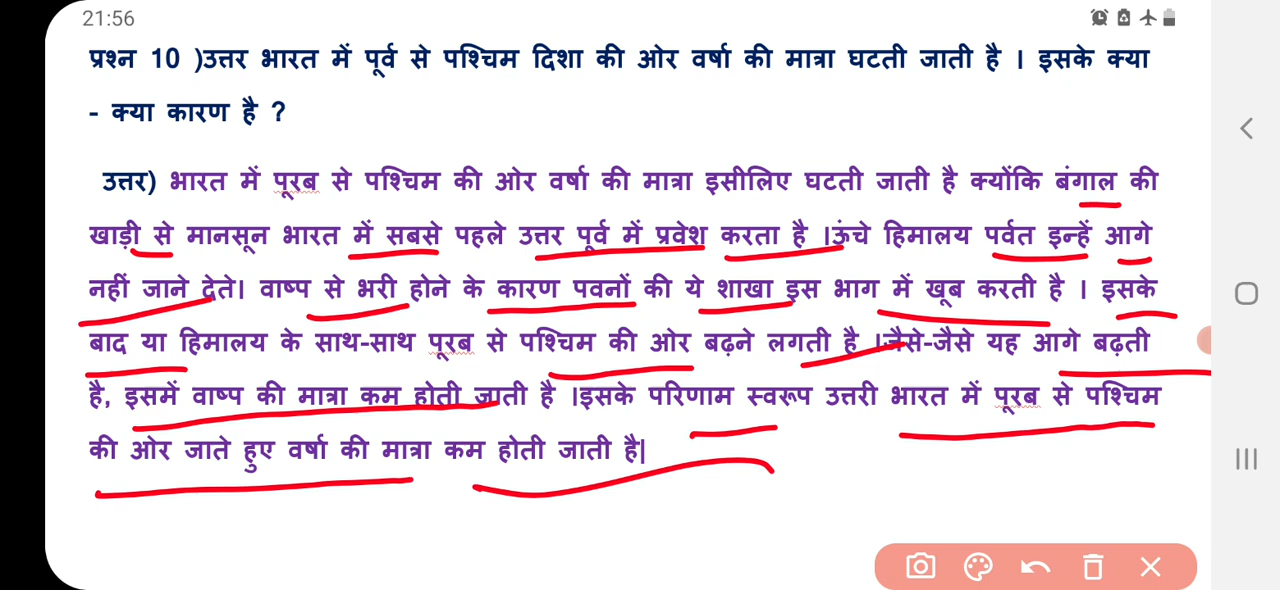 21:56
प्रश्न 10 )उत्तर भारत में पूर्व से पश्चिम दिशा की ओर वर्षा की मात्रा घटती जाती है । इसके क्या
- क्या कारण है ?
उत्तर) भारत में पूरब से पश्चिम की ओर वर्षा की मात्रा इसीलिए घटती जाती है क्योंकि बंगाल की
खाड़ी से मानसून भारत में सबसे पहले उत्तर पूर्व में प्रवेश करता है ।ऊंचे हिमालय पर्वत इन्हें आगे
नहीं जाने देते। वाष्प से भरी होने के कारण पवनों की ये शाखा इस भाग में खूब करती है । इसके
बाद या हिमालय के साथ-साथ पूरब से पश्चिम की ओर बढ़ने लगती है ।जैसे-जैसे यह आगे बढ़ती
है, इसमें वाष्प की मात्रा कम होती जाती है ।इसके परिणाम स्वरूप उत्तरी भारत में पूरब से पश्चिम
की ओर जाते हुए वर्षा की मात्रा कम होती जाती है|